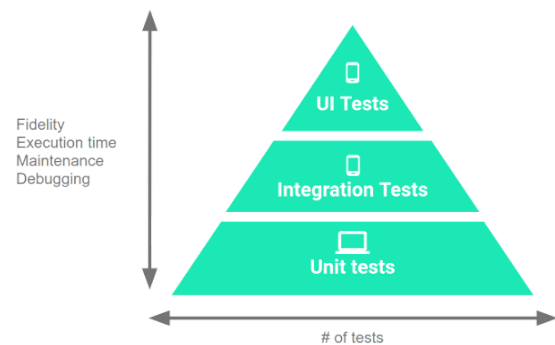 UI Tests
Fidelity
Execution time
Maintenance
Debugging
Integration Tests
Unit tests
# of tests